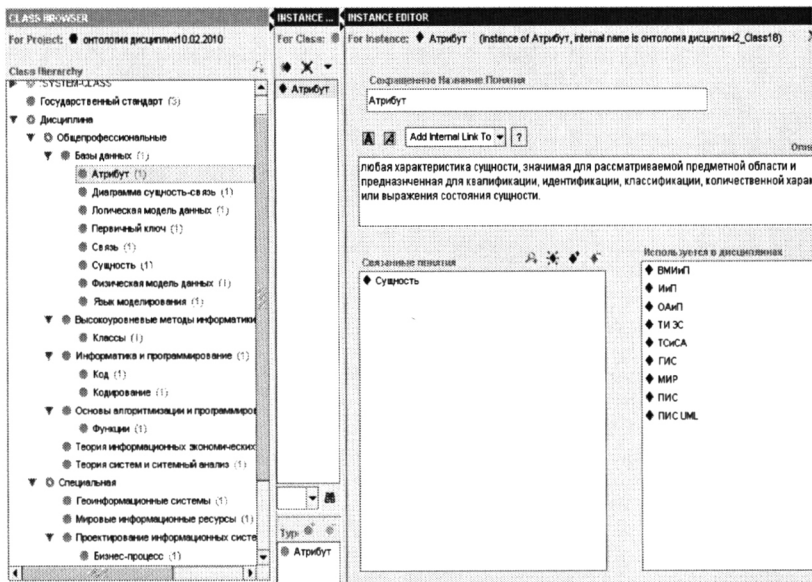 CLASS BROWSER
For Project: онтология дисциплин10.02.2010
Class Hierarchy
:SYSTEM-CLASS
Государственный стандарт (3)
Дисциплина
Общепрофессиональные
Базы данных (1)
Атрибут (1)
Диаграмма сущность-связь (1)
Логическая модель данных (1)
Первичный ключ (1)
Связь (1)
Сущность (1)
Физическая модель данных (1)
Язык моделирования (1)
Высокоуровневые методы информатики
Классы (1)
Информатика и программирование (1)
Код (1)
Кодирование (1)
Основы алгоритмизации и программиро
Функции (1)
Теория информационных экономических
Теория систем и ситемный анализ (1)
Специальная
Геоинформационные системы (1)
Мировые информационные ресурсы (1)
Проектирование информационных систе
Бизнес-процесс (1)
INSTANCE ...
For Class:
Атрибут
Typ
Атрибут
INSTANCE EDITOR
For Instance: Атрибут (instance of Атрибут, internal name is онтология дисциплин2_Class18)
Сокращенное Название Понятия
Атрибут
A A Add Internal Link To ?
Опис
любая характеристика сущности, значимая для рассматриваемой предметной области и
предназнченная для квалификации, идентификации, классификации, количественной харак
или выражения состояния сущности.
Связанные понятия
Сущность
Используется в дисциплинах
ВМИиП
ИиП
ОАиП
ТИ ЭС
ТСиСА
ГИС
МИР
ПИС
ПИС UML